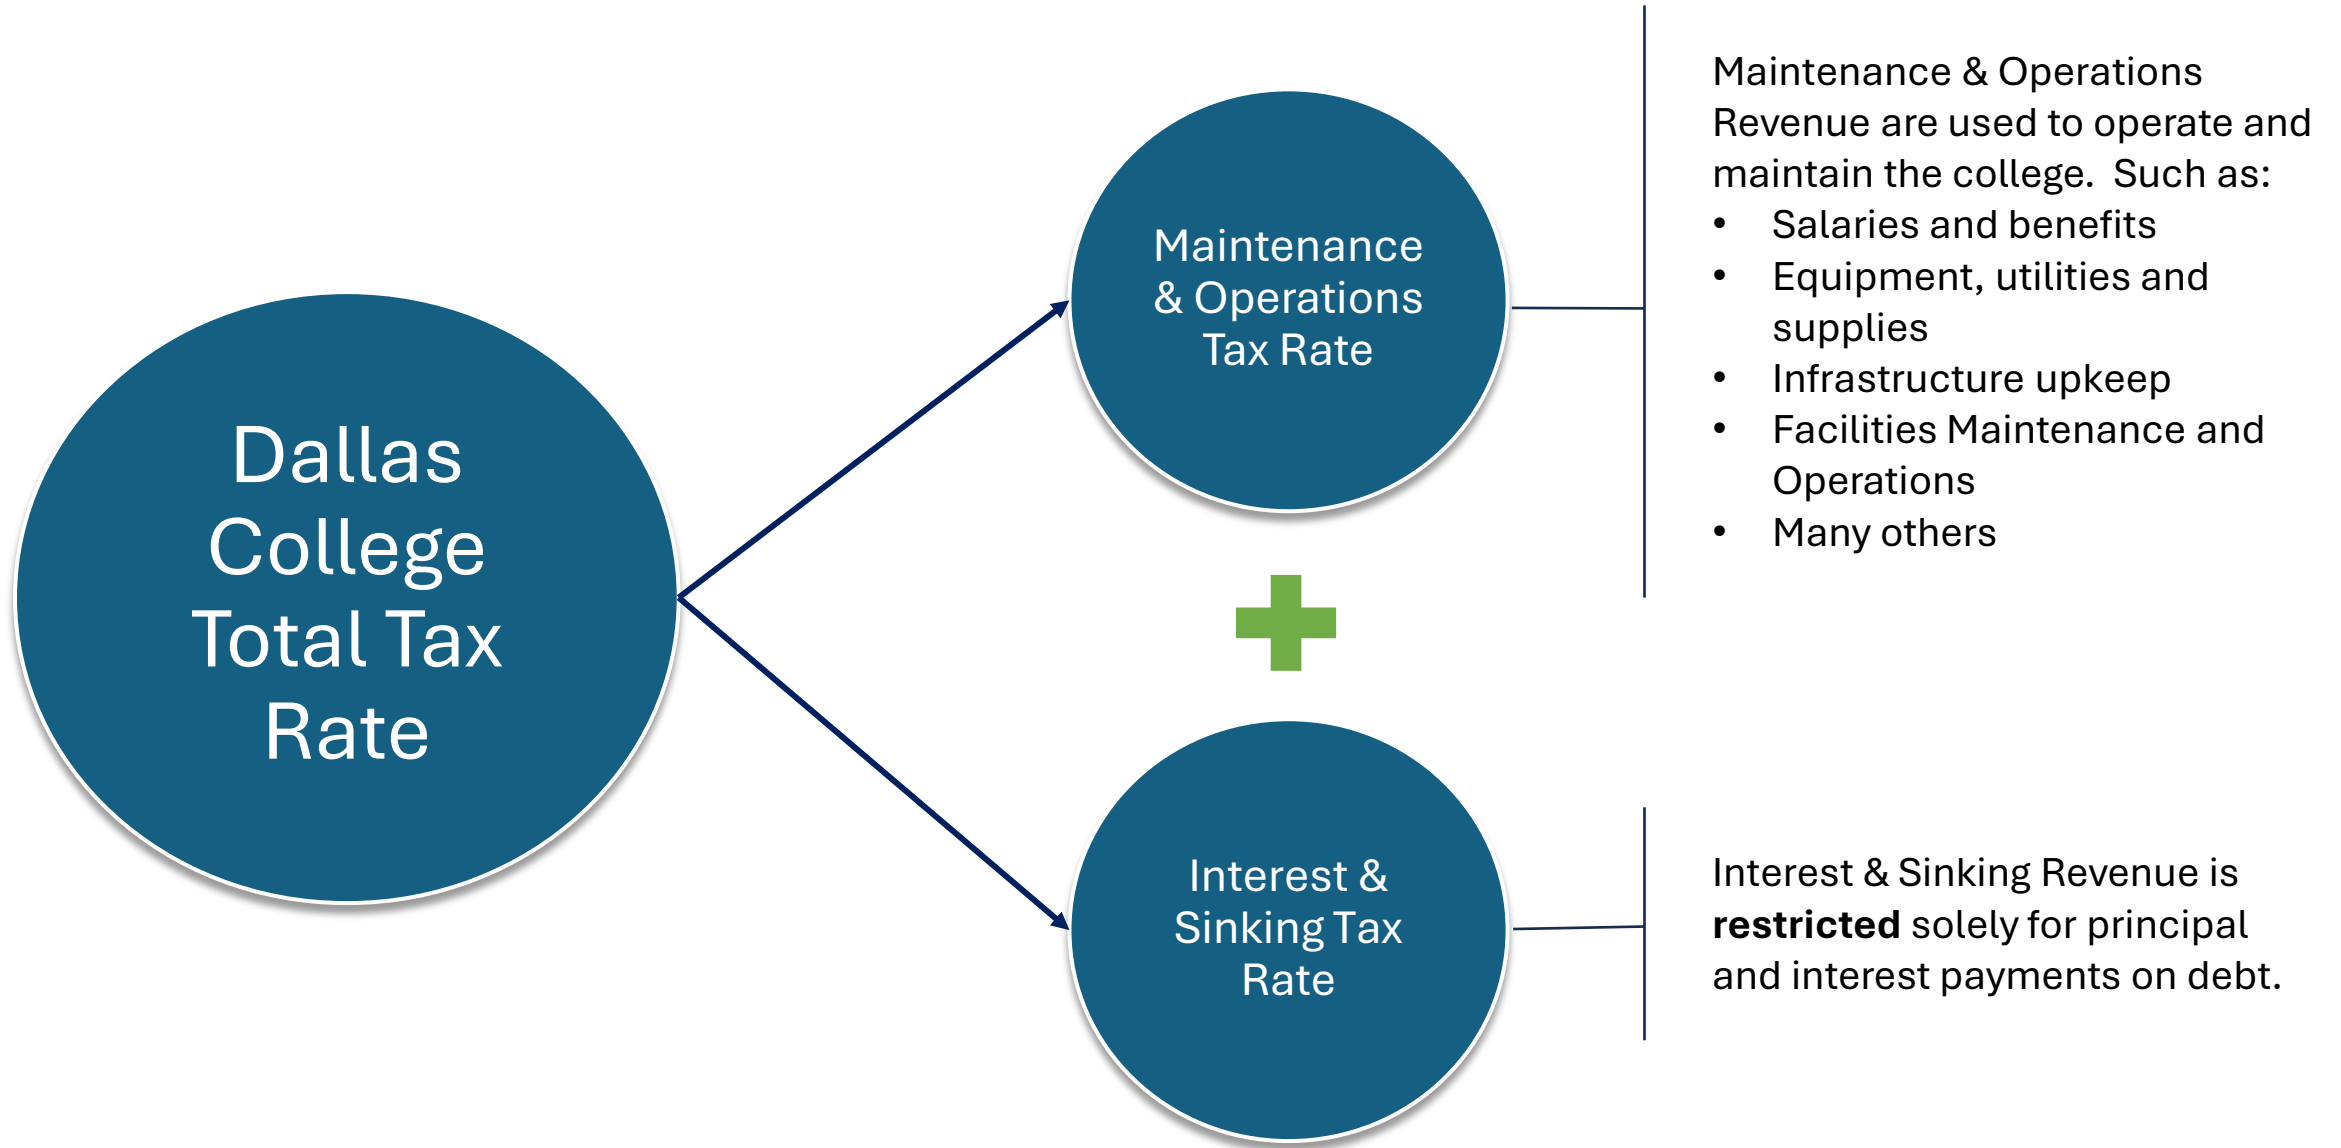 Dallas
College
Total Tax
Rate
Maintenance
& Operations
Tax Rate
Maintenance & Operations
Revenue are used to operate and
maintain the college.  Such as:
• Salaries and benefits
• Equipment, utilities and
supplies
• Infrastructure upkeep
• Facilities Maintenance and
Operations
• Many others
Interest &
Sinking Tax
Rate
Interest & Sinking Revenue is
restricted solely for principal
and interest payments on debt.